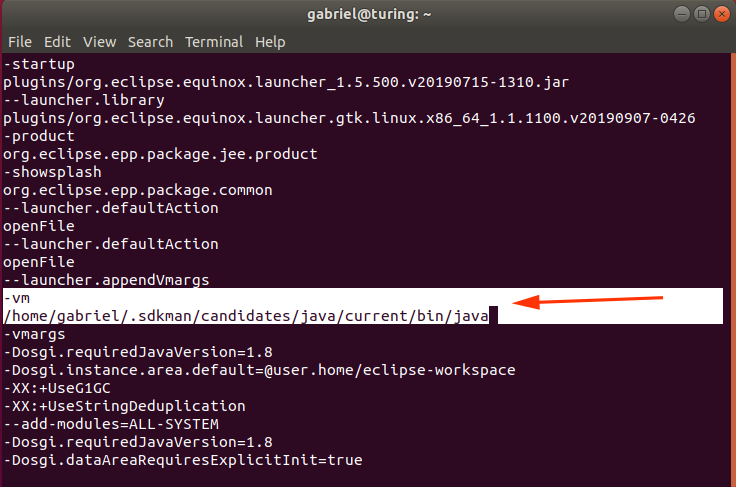 gabriel@turing: ~
File Edit View Search Terminal Help
-startup
plugins/org.eclipse.equinox.launcher_1.5.500.v20190715-1310.jar
--launcher.library
plugins/org.eclipse.equinox.launcher.gtk.linux.x86_64_1.1.1100.v20190907-0426
-product
org.eclipse.epp.package.jee.product
-showsplash
org.eclipse.epp.package.common
--launcher.defaultAction
openFile
--launcher.defaultAction
openFile
--launcher.appendVmargs
-vm
/home/gabriel/.sdkman/candidates/java/current/bin/java
-vmargs
-Dosgi.requiredJavaVersion=1.8
-Dosgi.instance.area.default=@user.home/eclipse-workspace
-XX:+UseG1GC
-XX:+UseStringDeduplication
--add-modules=ALL-SYSTEM
-Dosgi.requiredJavaVersion=1.8
-Dosgi.dataAreaRequiresExplicitInit=true